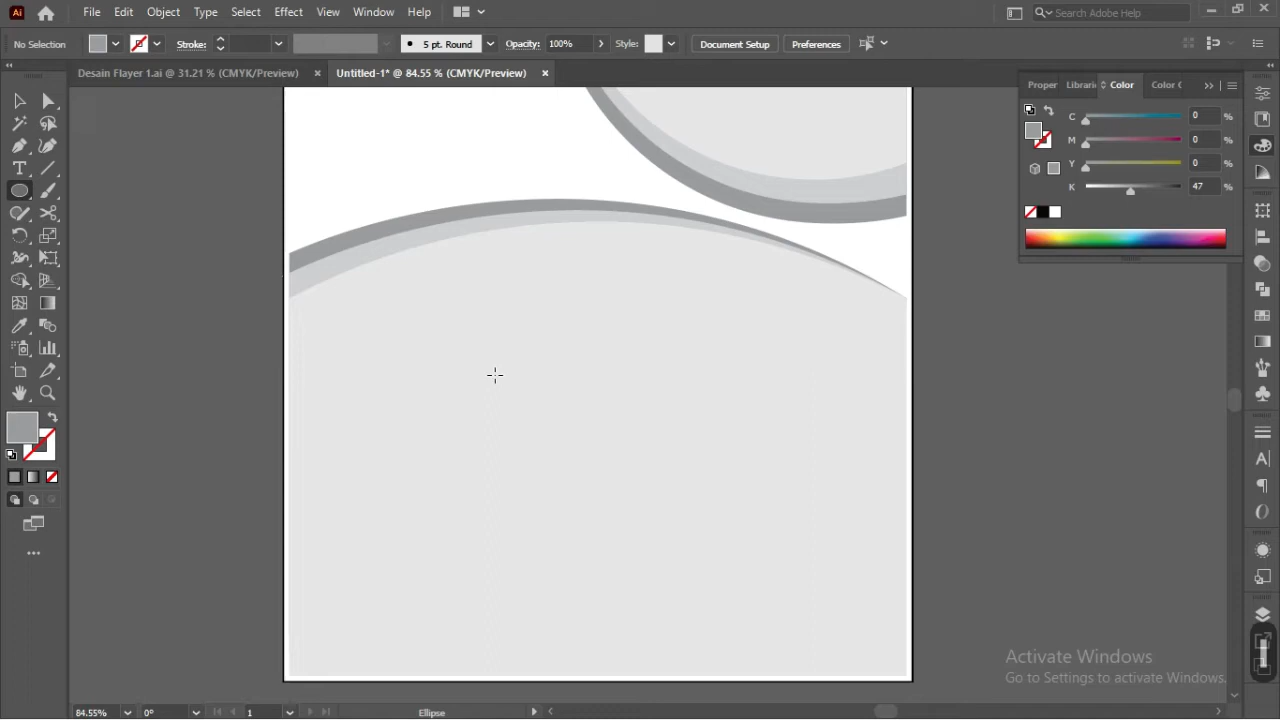 Ai File Edit Object Type Select Effect View Window Help Search Adobe Help
No Selection Stroke: 5 pt. Round Opacity: 100% Style: Document Setup Preferences
Desain Flayer 1.ai @ 31.21 % (CMYK/Preview) × Untitled-1* @ 84.55 % (CMYK/Preview) ×
Proper Librari Color Color C
C 0 %
M 0 %
Y 0 %
K 47 %
Activate Windows
Go to Settings to activate Windows.
84.55% 0° 1 Ellipse